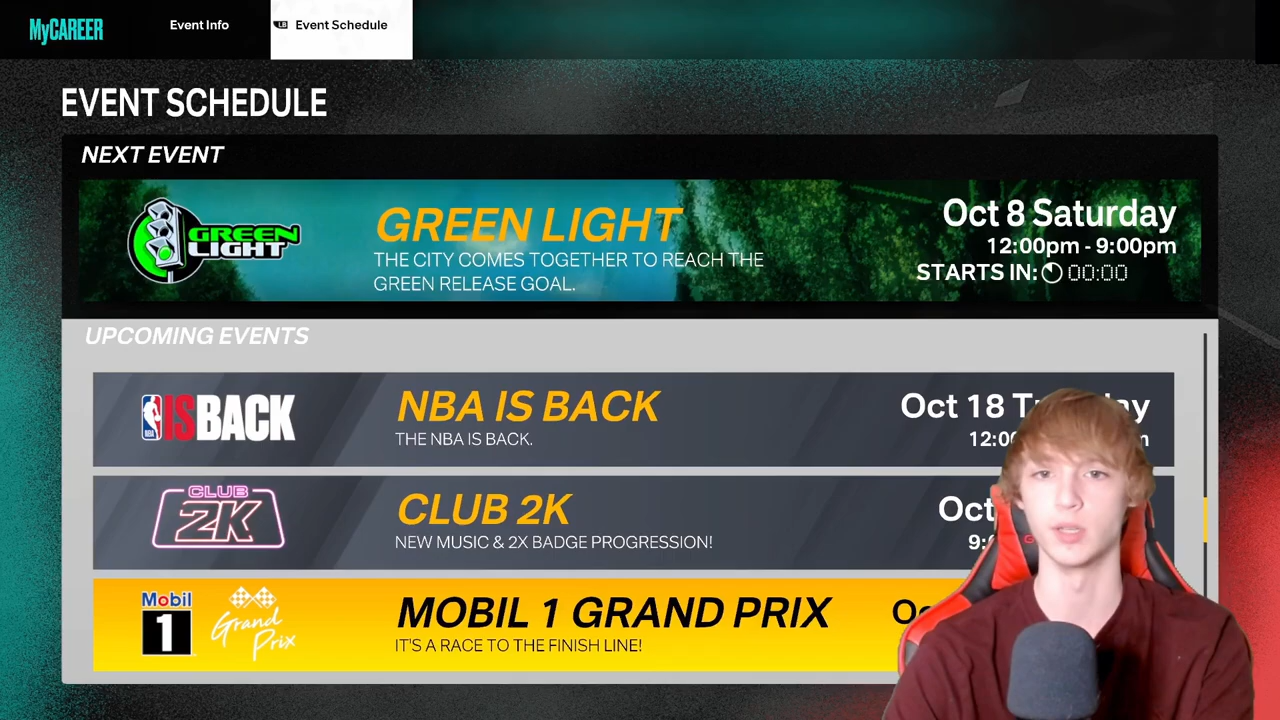 MyCAREER
Event Info
LB Event Schedule
EVENT SCHEDULE
NEXT EVENT
GREEN LIGHT
GREEN LIGHT
THE CITY COMES TOGETHER TO REACH THE
GREEN RELEASE GOAL.
Oct 8 Saturday
12:00pm - 9:00pm
STARTS IN: 00:00
UPCOMING EVENTS
NBA IS BACK
NBA IS BACK
THE NBA IS BACK.
Oct 18
CLUB 2K
CLUB 2K
NEW MUSIC & 2X BADGE PROGRESSION!
Oct
Mobil 1
Grand Prix
MOBIL 1 GRAND PRIX
IT'S A RACE TO THE FINISH LINE!